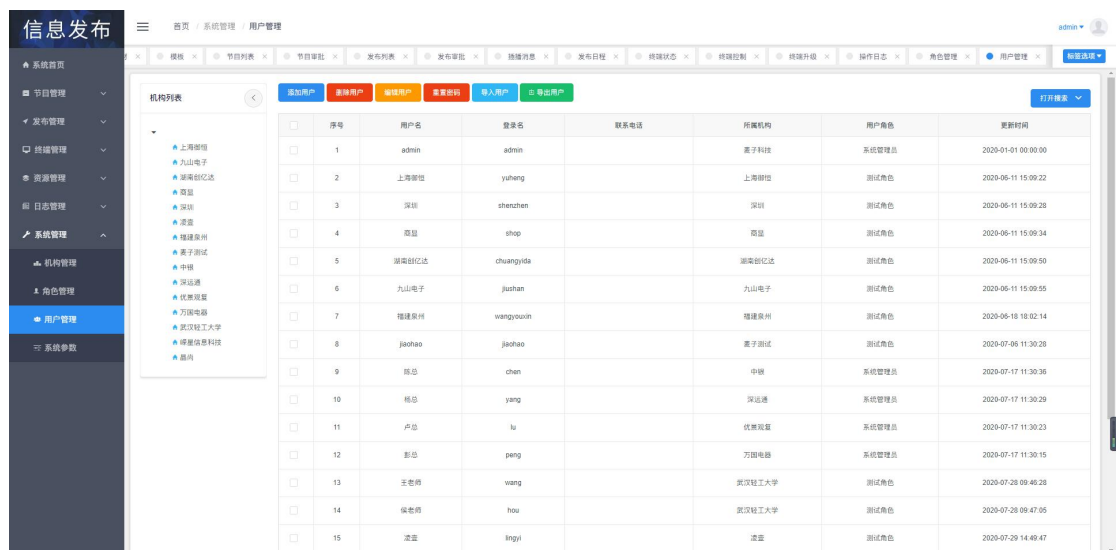 信息发布
首页 / 系统管理 / 用户管理
admin
模板 × 节目列表 × 节目审批 × 发布列表 × 发布审批 × 插播消息 × 发布日程 × 终端状态 × 终端控制 × 终端升级 × 操作日志 × 角色管理 × 用户管理 ×
标签选项
系统首页
节目管理
发布管理
终端管理
资源管理
日志管理
系统管理
机构管理
角色管理
用户管理
系统参数
机构列表
上海御恒
九山电子
湖南创亿达
商显
深圳
凌壹
福建泉州
麦子测试
中银
深运通
优景观复
万国电器
武汉轻工大学
嵘星信息科技
晶尚
添加用户 删除用户 编辑用户 重置密码 导入用户 导出用户
打开搜索
序号 用户名 登录名 联系电话 所属机构 用户角色 更新时间
1 admin admin 麦子科技 系统管理员 2020-01-01 00:00:00
2 上海御恒 yuheng 上海御恒 测试角色 2020-06-11 15:09:22
3 深圳 shenzhen 深圳 测试角色 2020-06-11 15:09:28
4 商显 shop 商显 测试角色 2020-06-11 15:09:34
5 湖南创亿达 chuangyida 湖南创亿达 测试角色 2020-06-11 15:09:50
6 九山电子 jiushan 九山电子 测试角色 2020-06-11 15:09:55
7 福建泉州 wangyouxin 福建泉州 测试角色 2020-06-18 18:02:14
8 jiaohao jiaohao 麦子测试 测试角色 2020-07-06 11:30:28
9 陈总 chen 中银 系统管理员 2020-07-17 11:30:36
10 杨总 yang 深运通 系统管理员 2020-07-17 11:30:29
11 卢总 lu 优景观复 系统管理员 2020-07-17 11:30:23
12 彭总 peng 万国电器 系统管理员 2020-07-17 11:30:15
13 王老师 wang 武汉轻工大学 测试角色 2020-07-28 09:46:28
14 侯老师 hou 武汉轻工大学 测试角色 2020-07-28 09:47:05
15 凌壹 lingyi 凌壹 测试角色 2020-07-29 14:49:47